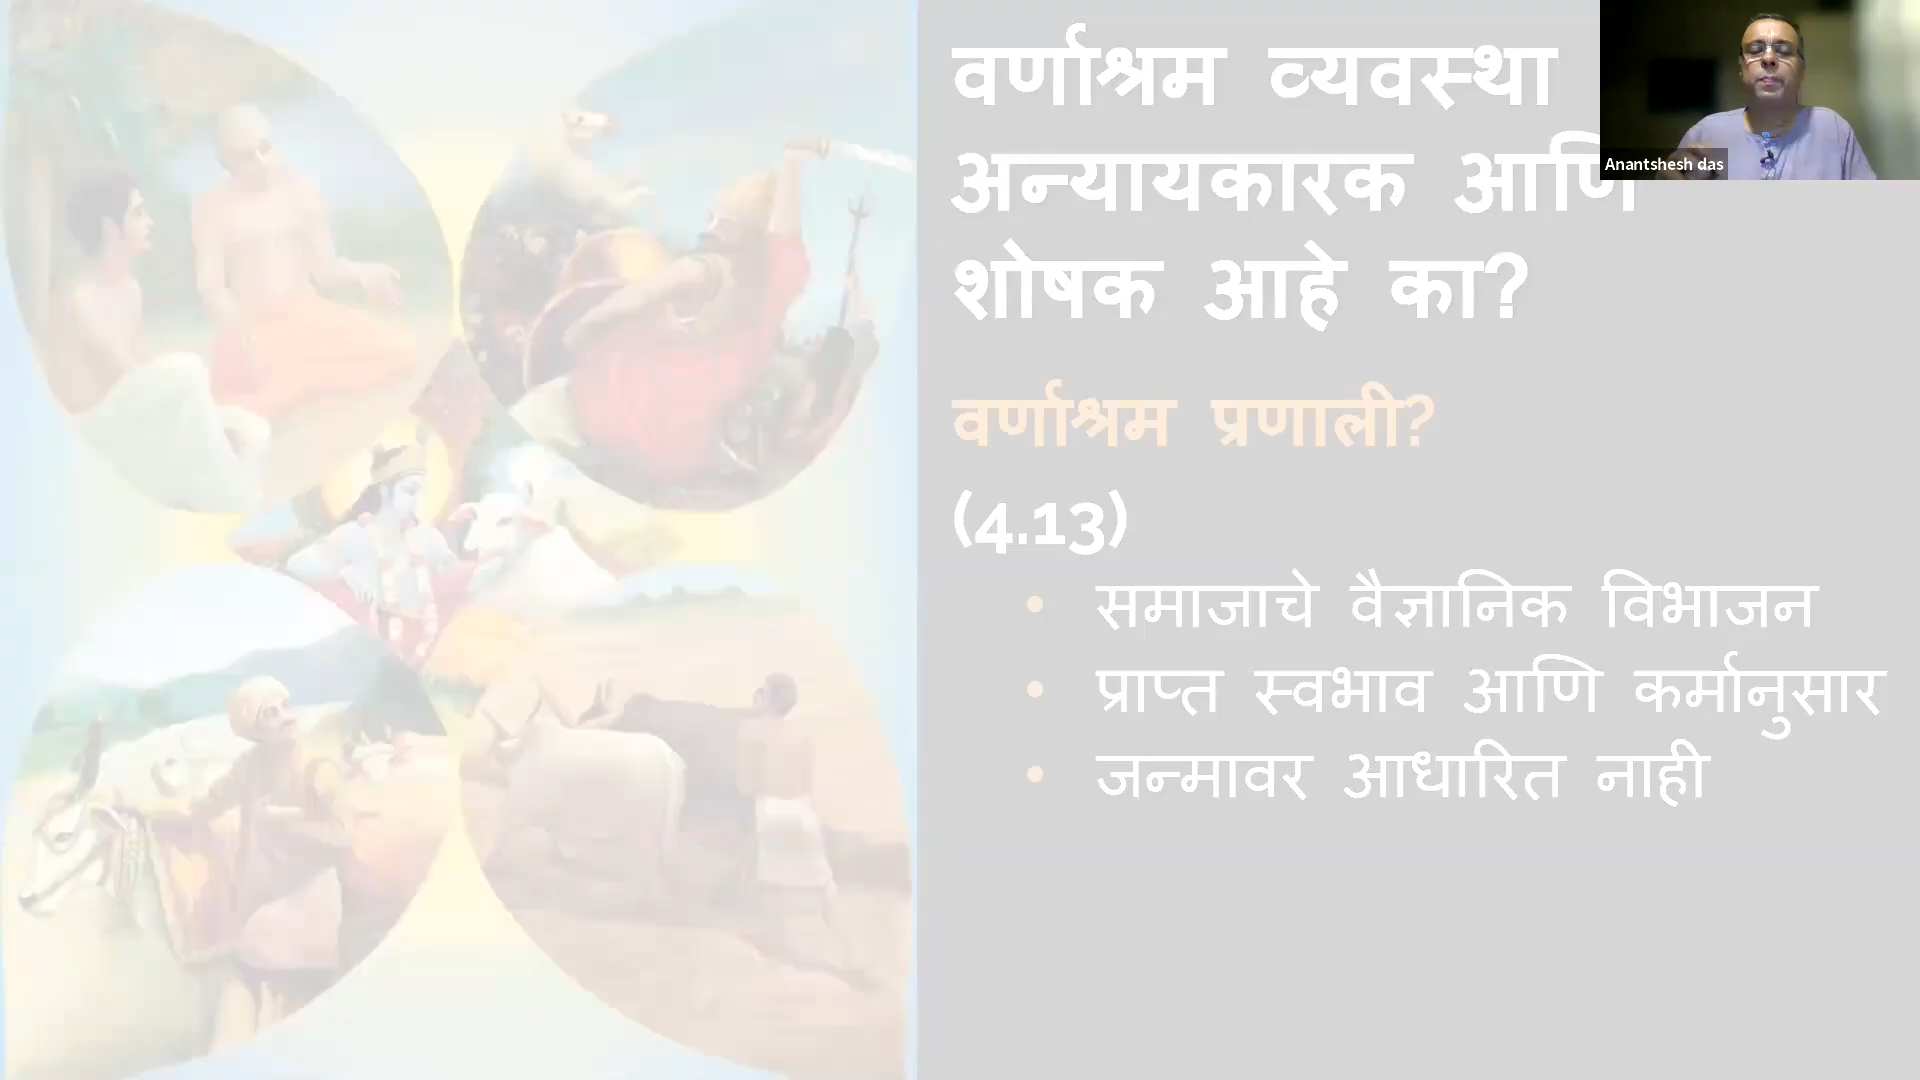 वर्णाश्रम व्यवस्था
अन्यायकारक आणि
शोषक आहे का?
वर्णाश्रम प्रणाली?
(4.13)
• समाजाचे वैज्ञानिक विभाजन
• प्राप्त स्वभाव आणि कर्मानुसार
• जन्मावर आधारित नाही
Anantshesh das